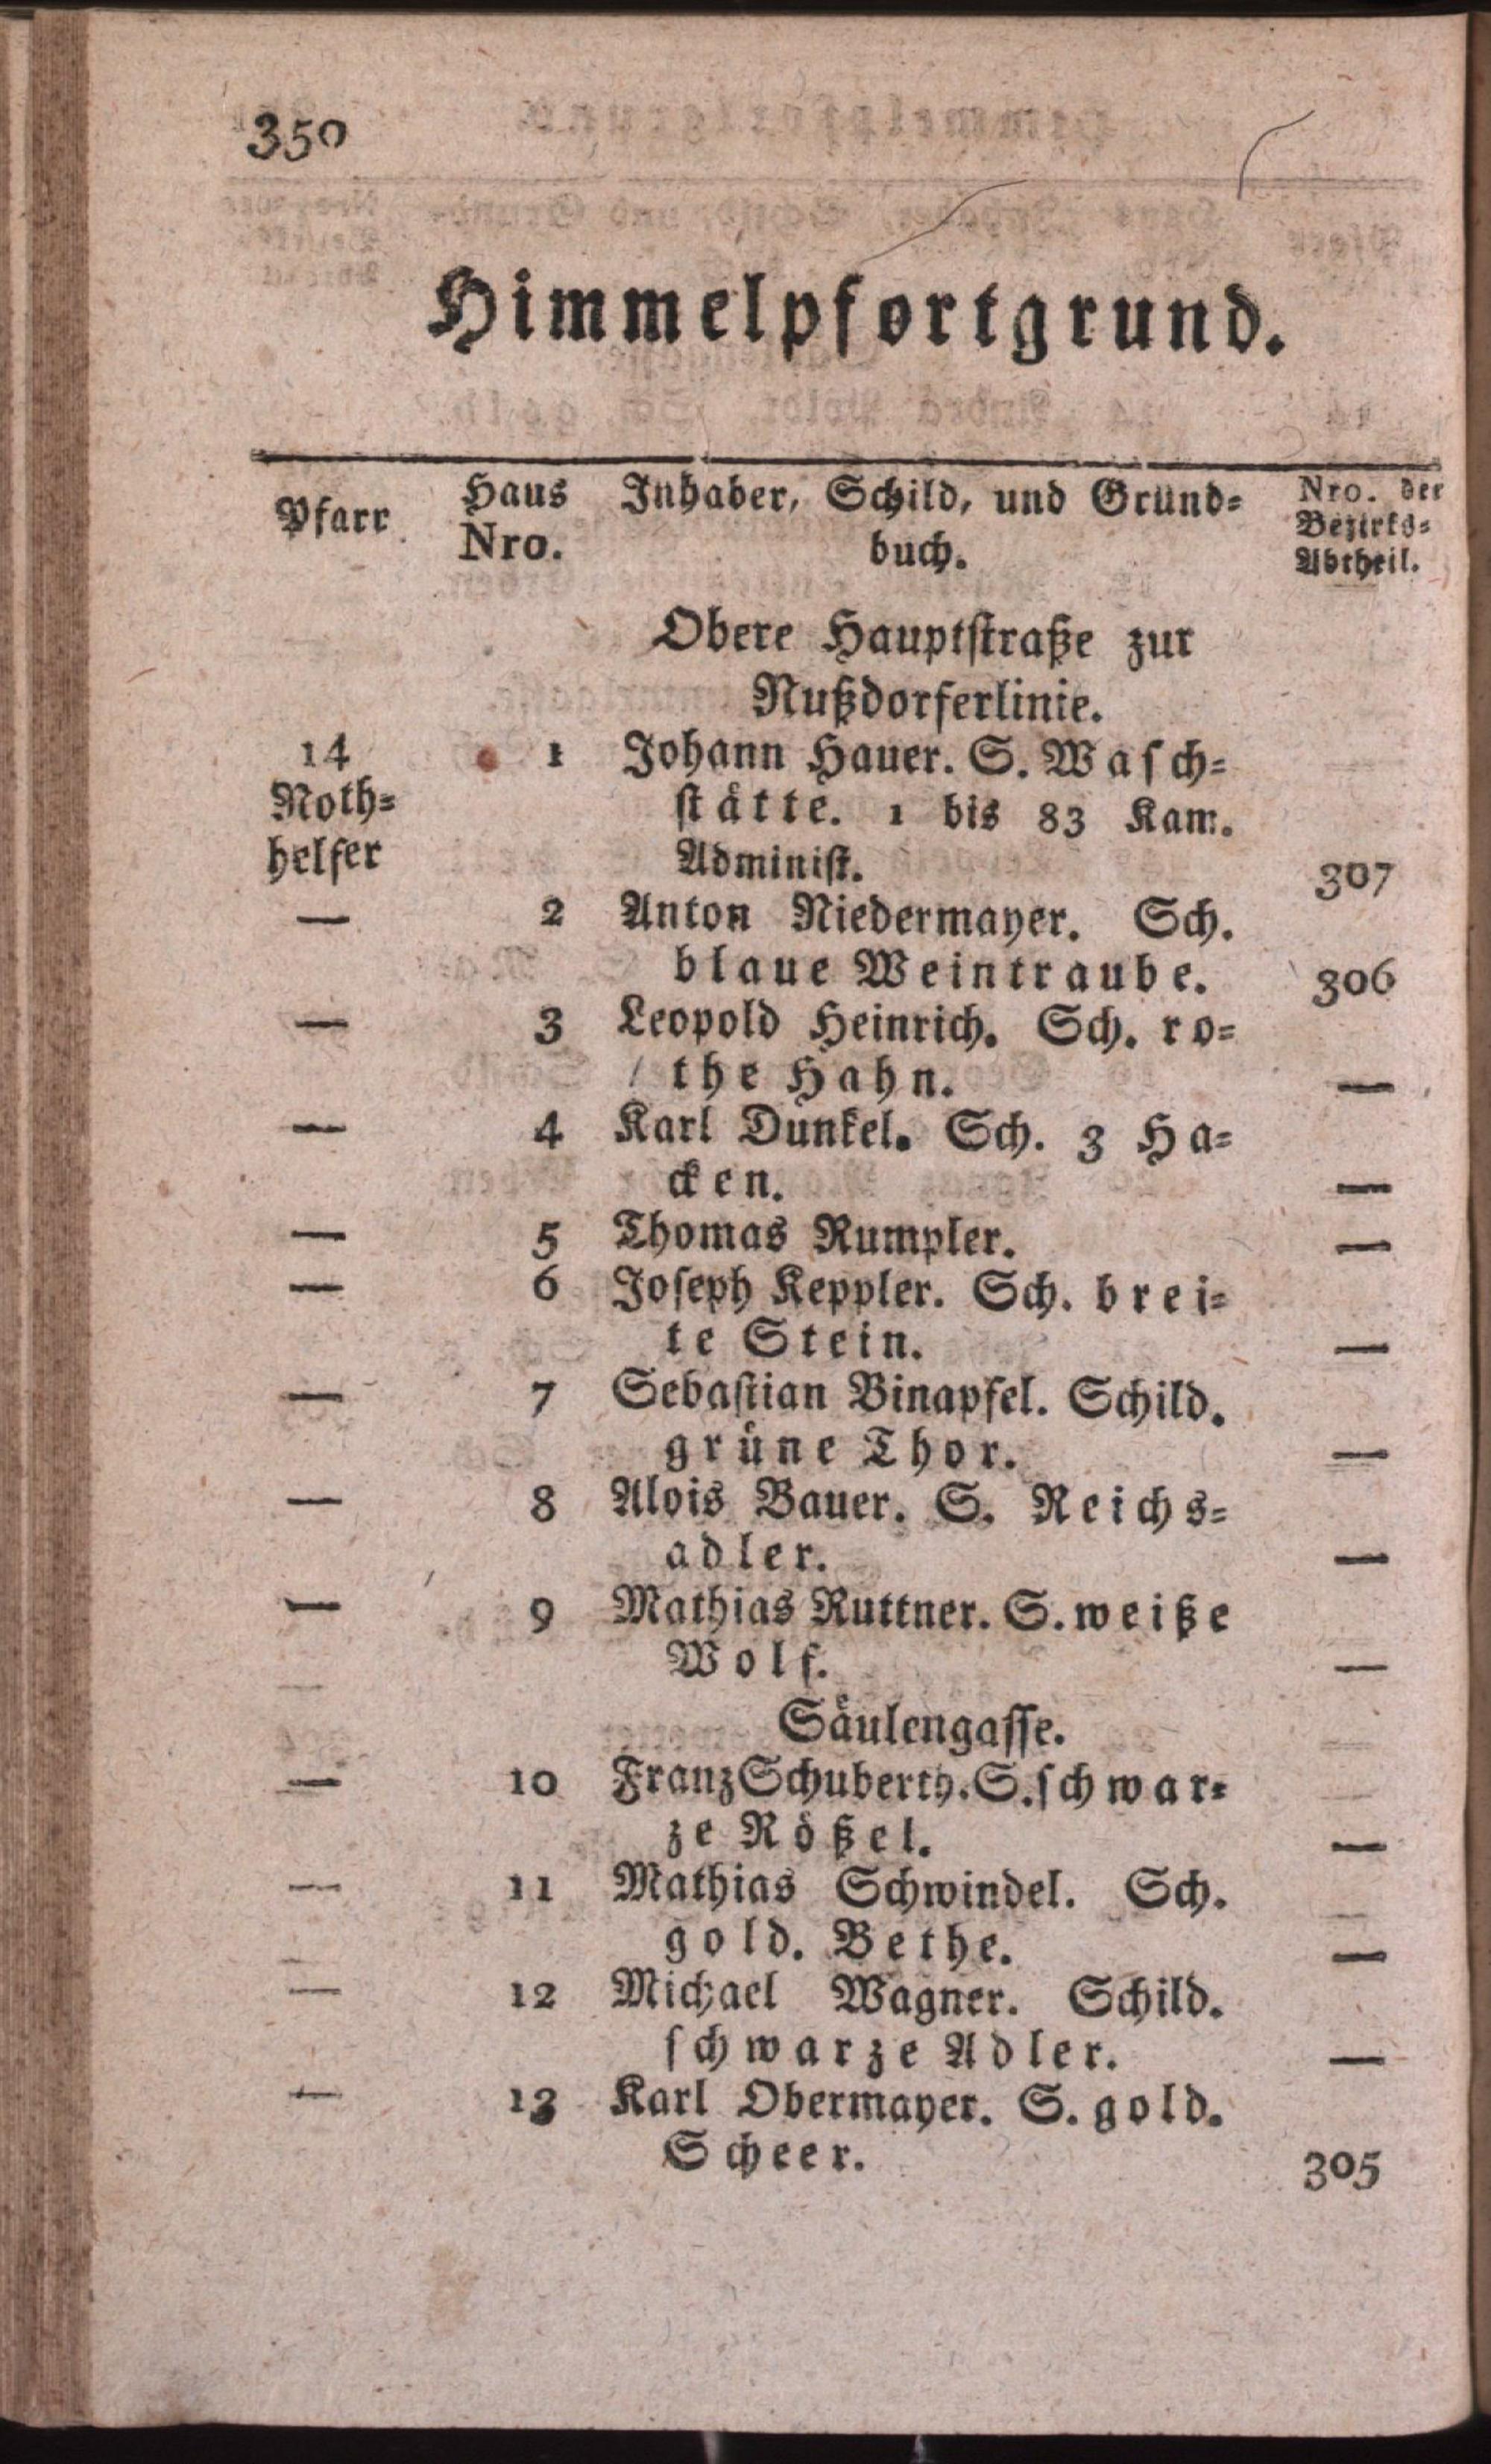 350
Himmelpfortgrund.
Pfarr Haus Nro. Inhaber, Schild, und Grund=
buch. Nro. der Bezirks= Abtheil.
Obere Hauptstraße zur
Nußdorferlinie.
14 1 Johann Hauer. S. Wasch=
Noth= stätte. 1 bis 83 Kam.
helfer Administ. 307
— 2 Anton Niedermayer. Sch.
blaue Weintraube. 306
— 3 Leopold Heinrich. Sch. ro=
the Hahn. —
— 4 Karl Dunkel. Sch. 3 Ha=
cken. —
— 5 Thomas Rumpler. —
— 6 Joseph Keppler. Sch. brei=
te Stein. —
— 7 Sebastian Binapfel. Schild.
grüne Thor. —
— 8 Alois Bauer. S. Reichs=
adler. —
— 9 Mathias Ruttner. S. weiße
Wolf. —
Säulengasse.
— 10 Franz Schuberth. S. schwar=
ze Rößel. —
— 11 Mathias Schwindel. Sch.
gold. Bethe. —
— 12 Michael Wagner. Schild.
schwarze Adler. —
— 13 Karl Obermayer. S. gold.
Scheer. 305